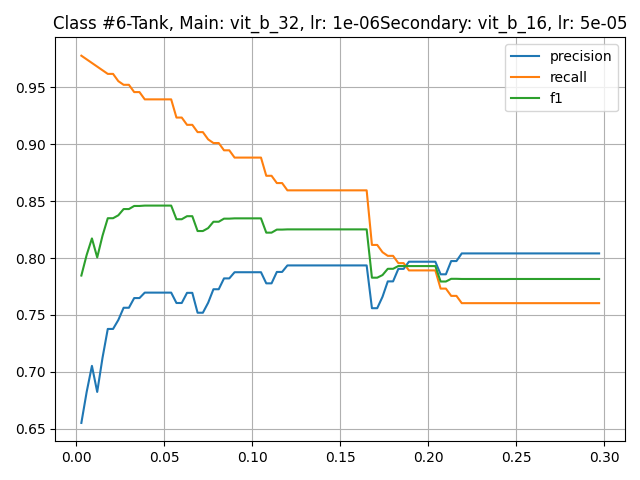 Class #6-Tank, Main: vit_b_32, lr: 1e-06Secondary: vit_b_16, lr: 5e-05
precision
recall
f1
0.95
0.90
0.85
0.80
0.75
0.70
0.65
0.00 0.05 0.10 0.15 0.20 0.25 0.30